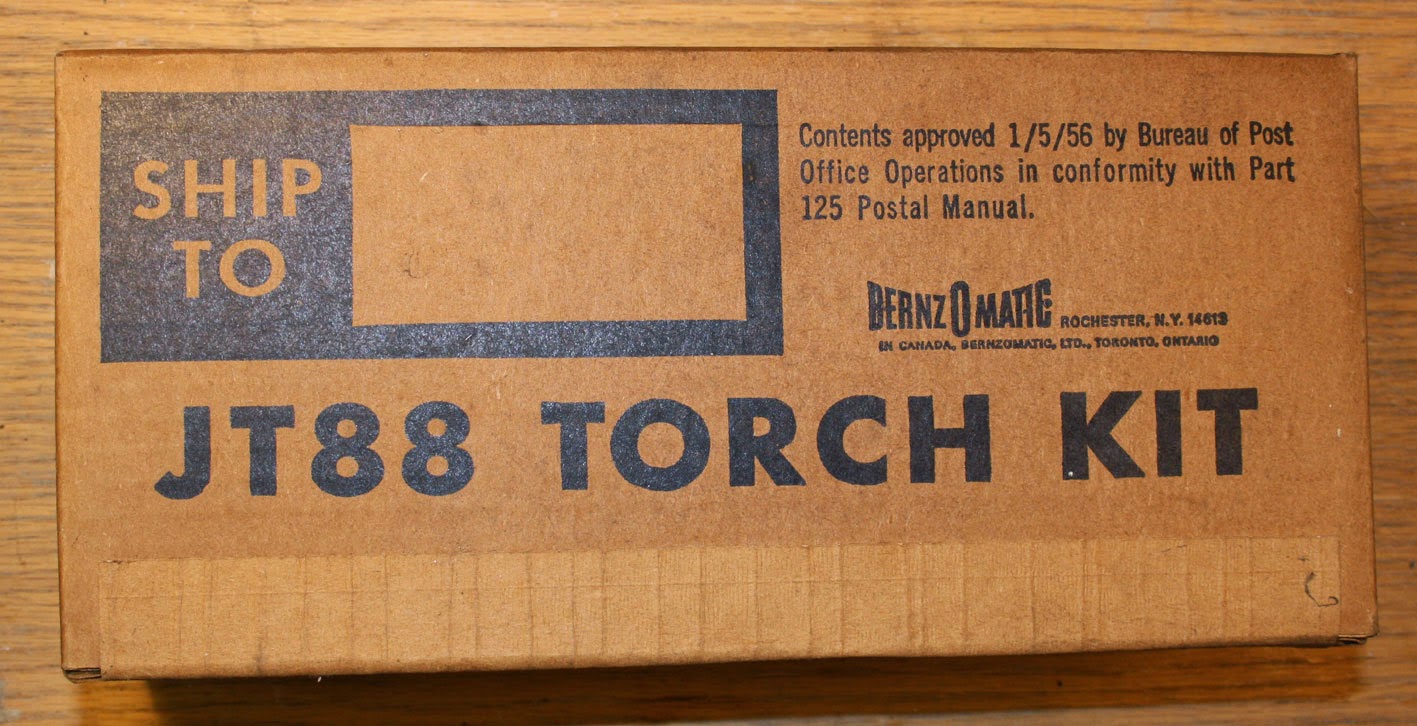 SHIP
TO
Contents approved 1/5/56 by Bureau of Post
Office Operations in conformity with Part
125 Postal Manual.
BERNZOMATIC ROCHESTER, N.Y. 14613
IN CANADA, BERNZOMATIC, LTD., TORONTO, ONTARIO
JT88 TORCH KIT